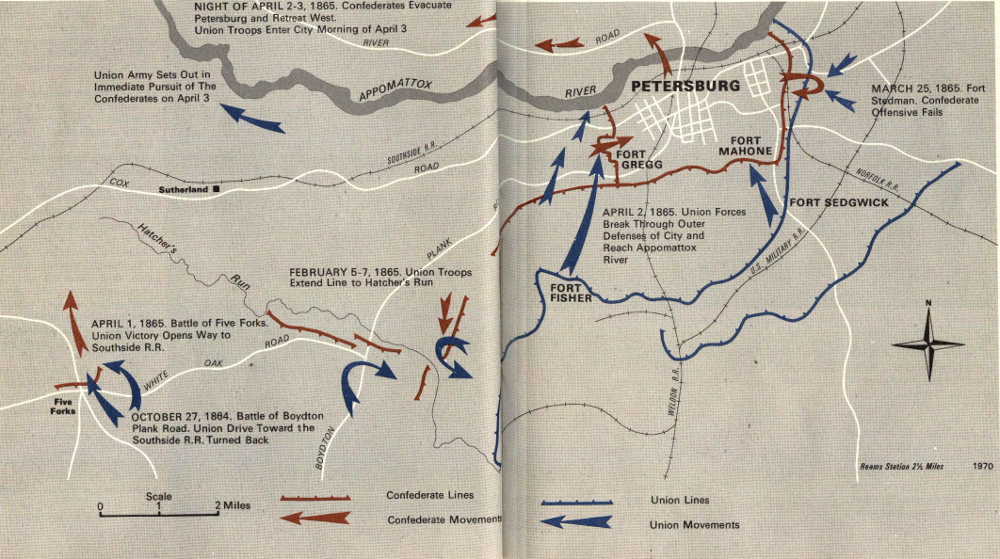 NIGHT OF APRIL 2-3, 1865. Confederates Evacuate
Petersburg and Retreat West.
Union Troops Enter City Morning of April 3
RIVER
ROAD
Union Army Sets Out in
Immediate Pursuit of The
Confederates on April 3
APPOMATTOX
RIVER
PETERSBURG
MARCH 25, 1865. Fort
Stedman. Confederate
Offensive Fails
FORT
MAHONE
FORT
GREGG
SOUTHSIDE R.R.
ROAD
COX
Sutherland
NORFOLK R.R.
FORT SEDGWICK
APRIL 2, 1865. Union Forces
Break Through Outer
Defenses of City and
Reach Appomattox
River
PLANK
Hatcher's
Run
U.S. MILITARY R.R.
FEBRUARY 5-7, 1865. Union Troops
Extend Line to Hatcher's Run
FORT
FISHER
N
APRIL 1, 1865. Battle of Five Forks.
Union Victory Opens Way to
Southside R.R.
WHITE
OAK
ROAD
Five
Forks
WELDON R.R.
OCTOBER 27, 1864. Battle of Boydton
Plank Road. Union Drive Toward the
Southside R.R. Turned Back
BOYDTON
Reams Station 2½ Miles
1970
Scale
0 1 2 Miles
Confederate Lines
Confederate Movements
Union Lines
Union Movements